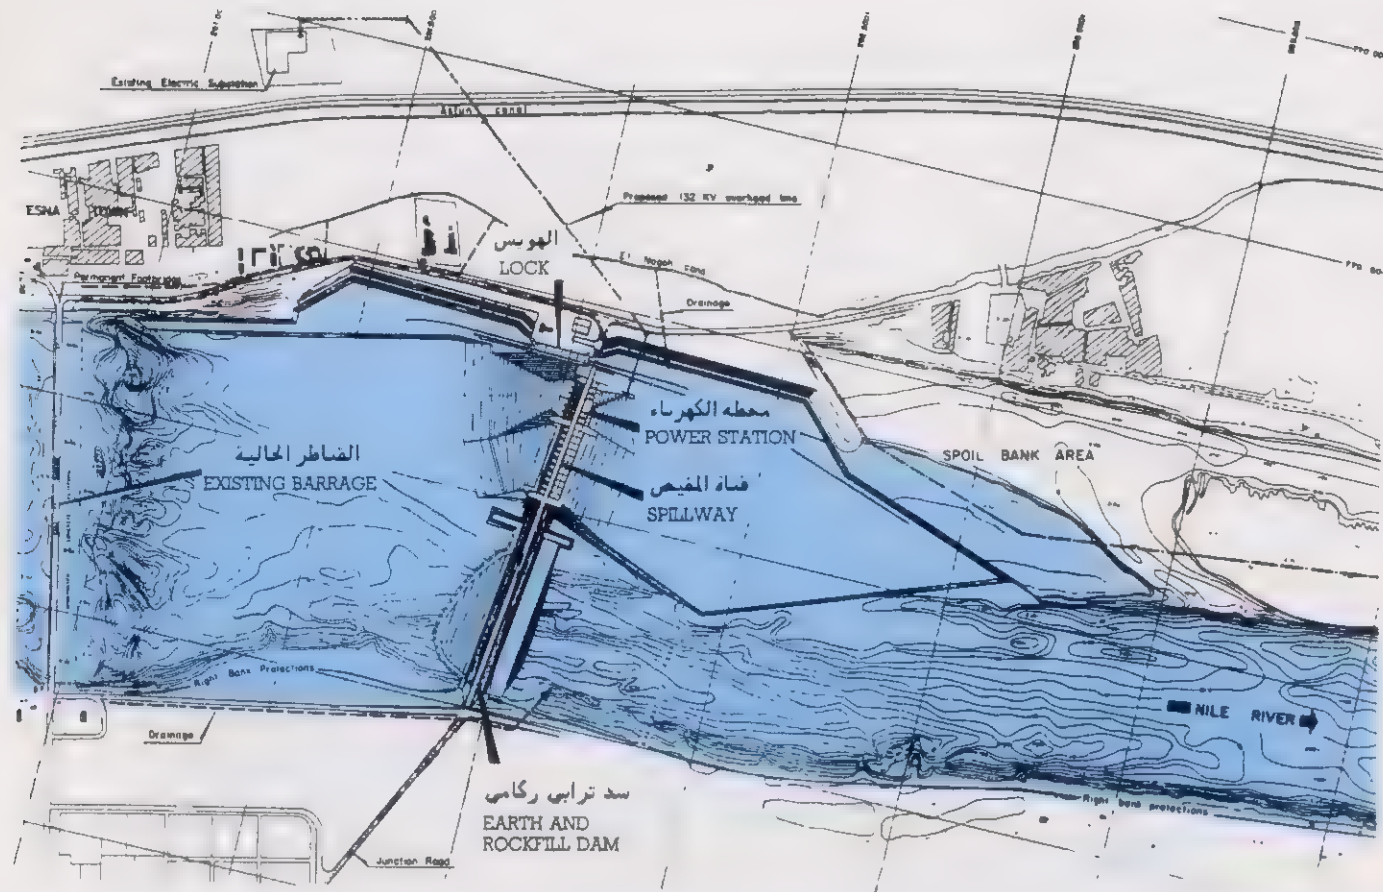 Existing Electric Substation
Asfun canal
Proposed 132 KV overhead line
ESNA TOWN
الهويس
LOCK
Permanent Footbridge
Drainage
محطه الكهرباء
POWER STATION
القناطر الحالية
EXISTING BARRAGE
SPOIL BANK AREA
قناة المفيض
SPILLWAY
Right Bank Protections
NILE RIVER
Drainage
سد ترابي ركامي
EARTH AND
ROCKFILL DAM
Right bank protections
Junction Road